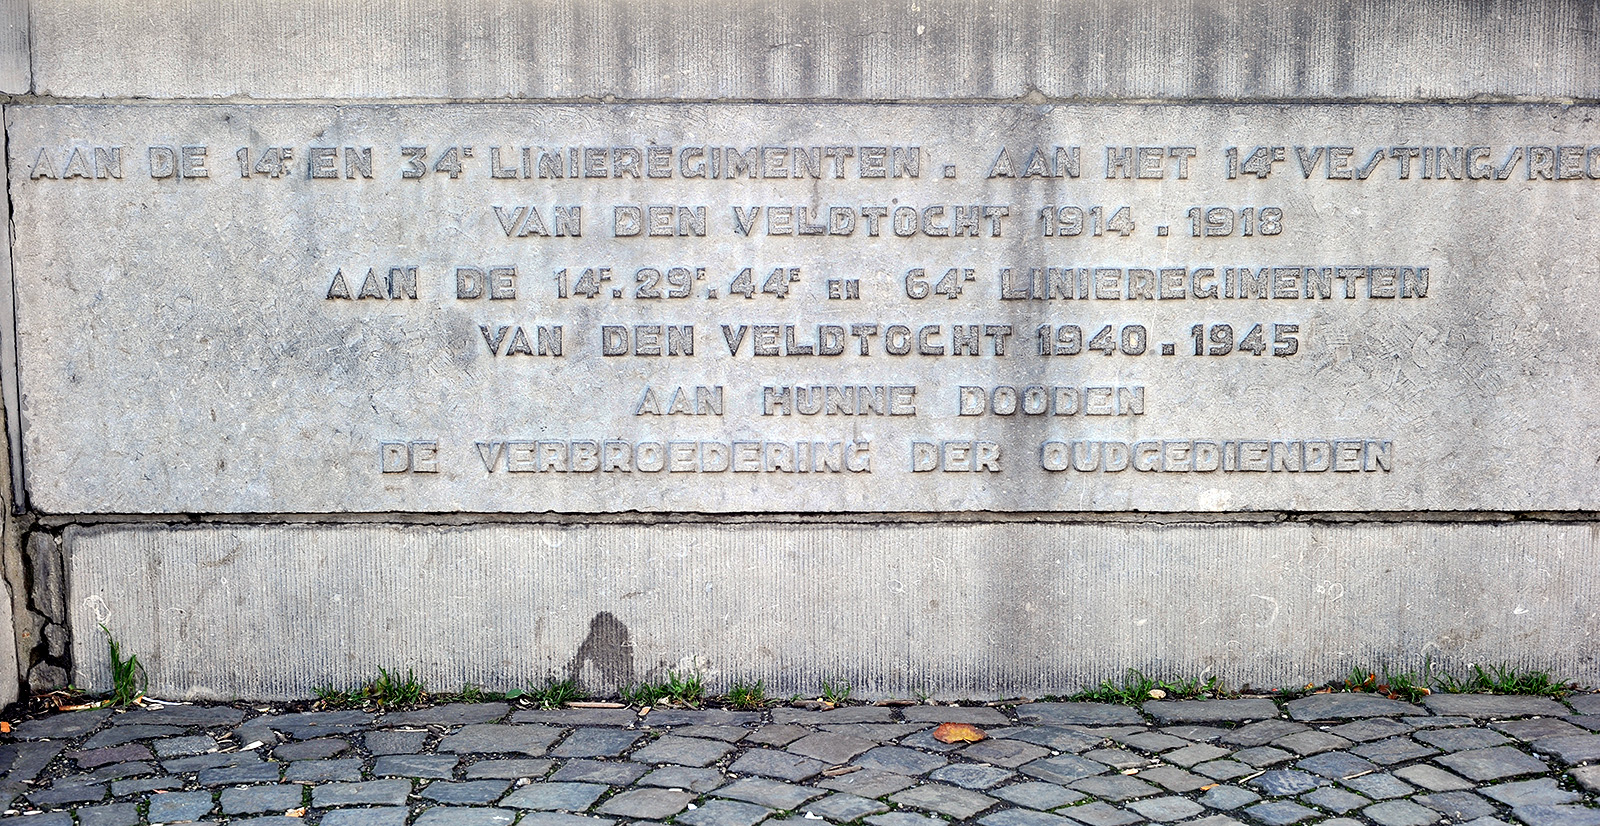 AAN DE 14E EN 34E LINIEREGIMENTEN . AAN HET 14E VESTINGSREG
VAN DEN VELDTOCHT 1914 . 1918
AAN DE 14E.29E.44E EN 64E LINIEREGIMENTEN
VAN DEN VELDTOCHT 1940 . 1945
AAN HUNNE DOODEN
DE VERBROEDERING DER OUDGEDIENDEN